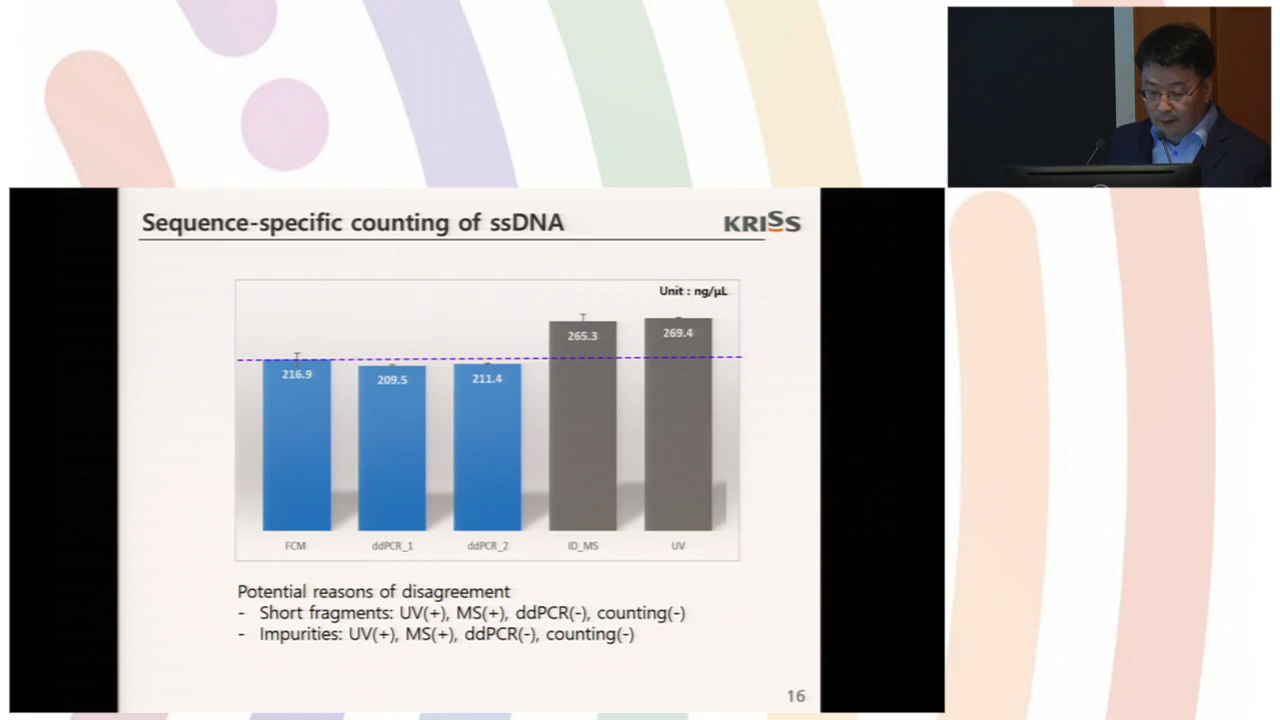 Sequence-specific counting of ssDNA
KRISS
Unit : ng/µL
216.9
209.5
211.4
265.3
269.4
FCM
ddPCR_1
ddPCR_2
ID_MS
UV
Potential reasons of disagreement
- Short fragments: UV(+), MS(+), ddPCR(-), counting(-)
- Impurities: UV(+), MS(+), ddPCR(-), counting(-)
16